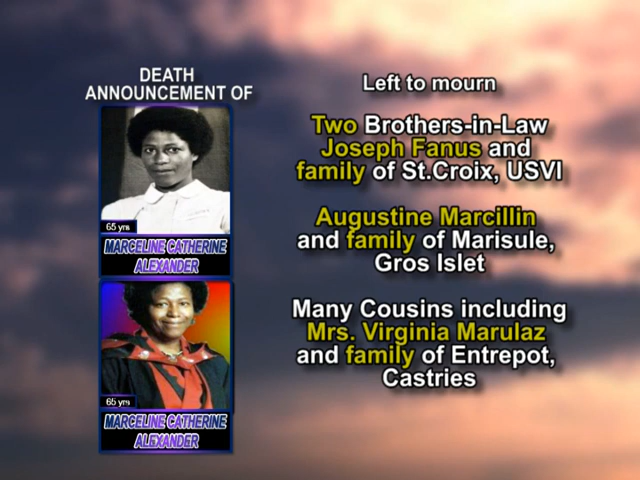 DEATH
ANNOUNCEMENT OF
65 yrs
MARCELINE CATHERINE
ALEXANDER
65 yrs
MARCELINE CATHERINE
ALEXANDER
Left to mourn
Two Brothers-in-Law
Joseph Fanus and
family of St.Croix, USVI
Augustine Marcillin
and family of Marisule,
Gros Islet
Many Cousins including
Mrs. Virginia Marulaz
and family of Entrepot,
Castries